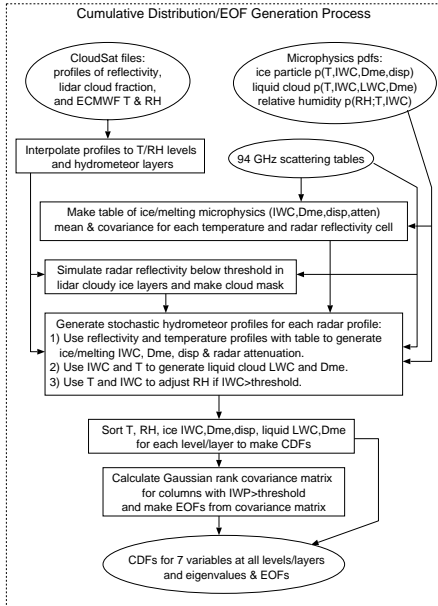 Cumulative Distribution/EOF Generation Process
CloudSat files:
profiles of reflectivity,
lidar cloud fraction,
and ECMWF T & RH
Microphysics pdfs:
ice particle p(T,IWC,Dme,disp)
liquid cloud p(T,IWC,LWC,Dme)
relative humidity p(RH;T,IWC)
Interpolate profiles to T/RH levels
and hydrometeor layers
94 GHz scattering tables
Make table of ice/melting microphysics (IWC,Dme,disp,atten)
mean & covariance for each temperature and radar reflectivity cell
Simulate radar reflectivity below threshold in
lidar cloudy ice layers and make cloud mask
Generate stochastic hydrometeor profiles for each radar profile:
1) Use reflectivity and temperature profiles with table to generate
ice/melting IWC, Dme, disp & radar attenuation.
2) Use IWC and T to generate liquid cloud LWC and Dme.
3) Use T and IWC to adjust RH if IWC>threshold.
Sort T, RH, ice IWC,Dme,disp, liquid LWC,Dme
for each level/layer to make CDFs
Calculate Gaussian rank covariance matrix
for columns with IWP>threshold
and make EOFs from covariance matrix
CDFs for 7 variables at all levels/layers
and eigenvalues & EOFs